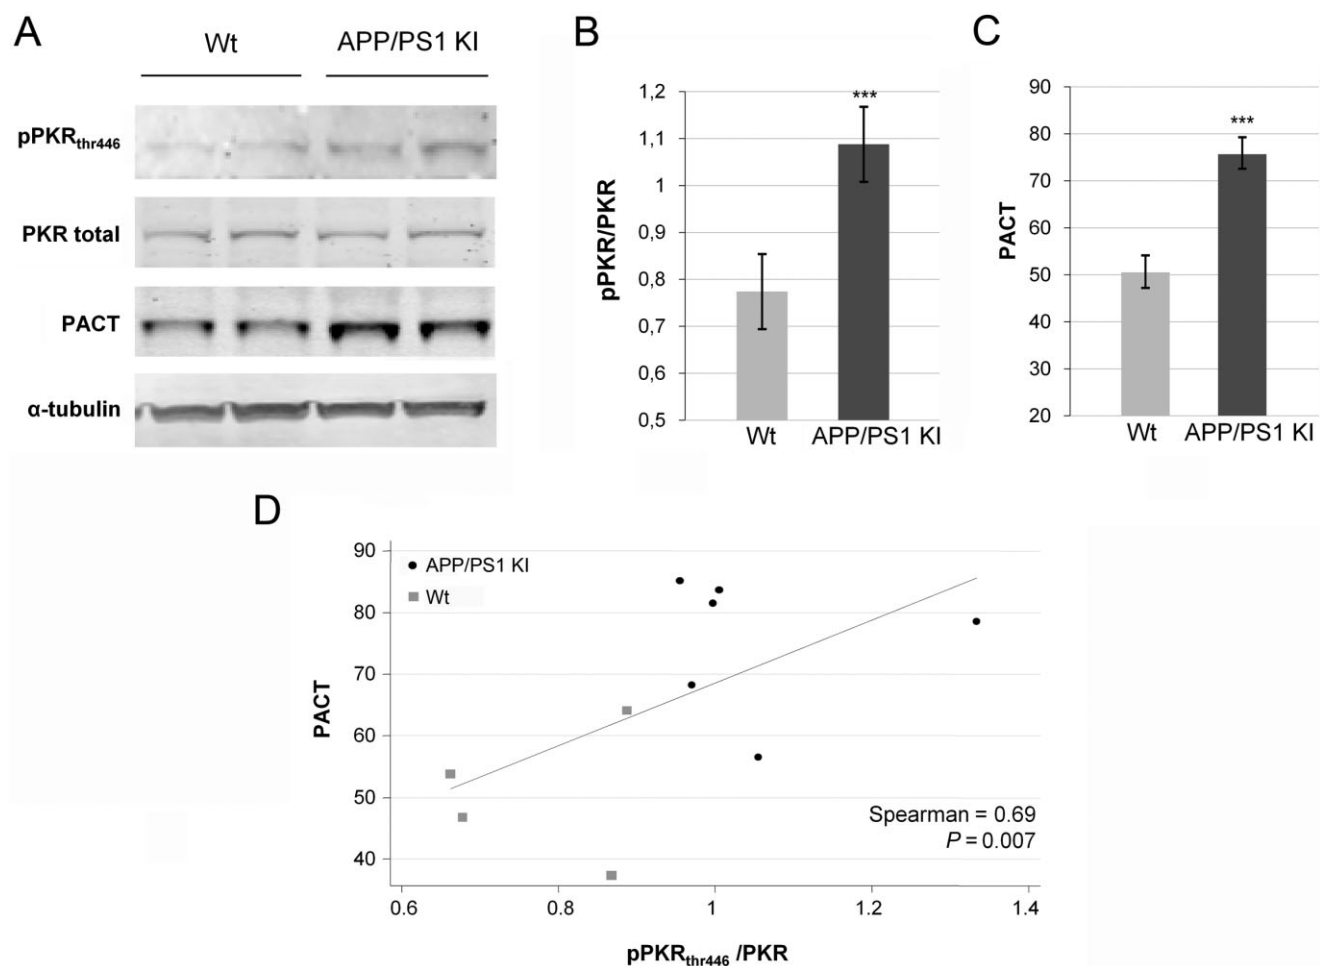 A
Wt
APP/PS1 KI
pPKRthr446
PKR total
PACT
α-tubulin
B
pPKR/PKR
1,2
1,1
1
0,9
0,8
0,7
0,6
0,5
***
Wt
APP/PS1 KI
C
PACT
90
80
70
60
50
40
30
20
***
Wt
APP/PS1 KI
D
PACT
90
80
70
60
50
40
APP/PS1 KI
Wt
Spearman = 0.69
P = 0.007
0.6
0.8
1
1.2
1.4
pPKRthr446 /PKR